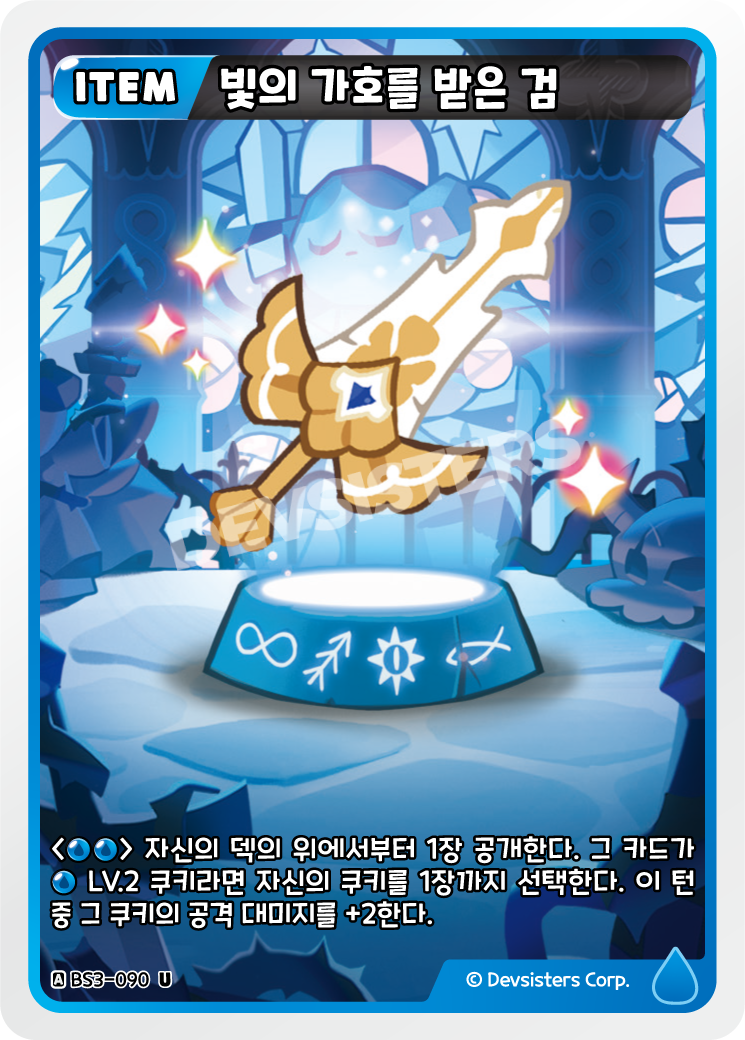 ITEM 빛의 가호를 받은 검
DEVSISTERS
< > 자신의 덱의 위에서부터 1장 공개한다. 그 카드가
LV.2 쿠키라면 자신의 쿠키를 1장까지 선택한다. 이 턴
중 그 쿠키의 공격 대미지를 +2한다.
A BS3-090 U © Devsisters Corp.